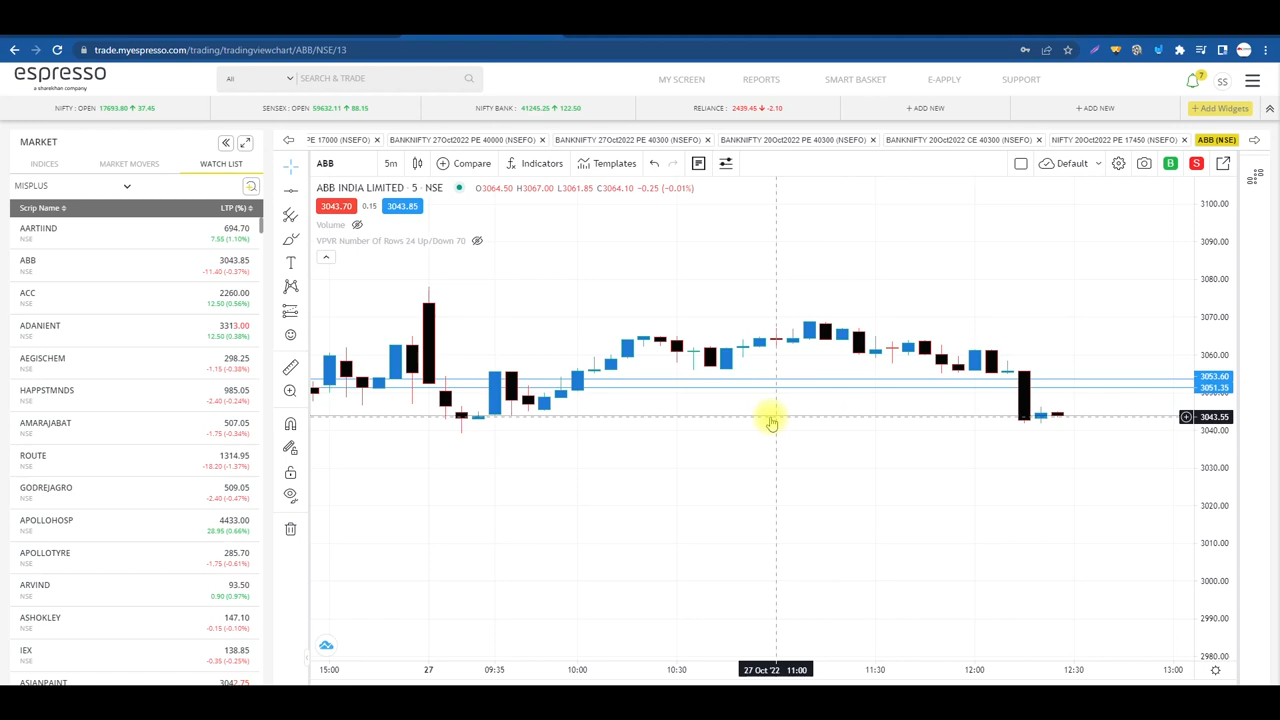 trade.myespresso.com/trading/tradingviewchart/ABB/NSE/13
espresso
a sharekhan company
All
SEARCH & TRADE
MY SCREEN
REPORTS
SMART BASKET
E-APPLY
SUPPORT
7
SS
NIFTY : OPEN 17693.80 ↑ 37.45
SENSEX : OPEN 59632.11 ↑ 88.15
NIFTY BANK : 41245.25 ↑ 122.50
RELIANCE : 2439.45 ↓ -2.10
+ ADD NEW
+ ADD NEW
+ Add Widgets
MARKET
INDICES MARKET MOVERS WATCH LIST
MISPLUS
Scrip Name LTP (%)
AARTIIND 694.70
NSE 7.55 (1.10%)
ABB 3043.85
NSE -11.40 (-0.37%)
ACC 2260.00
NSE 12.50 (0.56%)
ADANIENT 3313.00
NSE 12.50 (0.38%)
AEGISCHEM 298.25
NSE -1.15 (-0.38%)
HAPPSTMNDS 985.05
NSE -2.40 (-0.24%)
AMARAJABAT 507.05
NSE -1.75 (-0.34%)
ROUTE 1314.95
NSE -18.20 (-1.37%)
GODREJAGRO 509.05
NSE -2.40 (-0.47%)
APOLLOHOSP 4433.00
NSE 28.95 (0.66%)
APOLLOTYRE 285.70
NSE -1.75 (-0.61%)
ARVIND 93.50
NSE 0.90 (0.97%)
ASHOKLEY 147.10
NSE -0.15 (-0.10%)
IEX 138.85
NSE -0.35 (-0.25%)
ASIANPAINT 3042.75
PE 17000 (NSEFO) ×
BANKNIFTY 27Oct2022 PE 40000 (NSEFO) ×
BANKNIFTY 27Oct2022 PE 40300 (NSEFO) ×
BANKNIFTY 20Oct2022 PE 40300 (NSEFO) ×
BANKNIFTY 20Oct2022 CE 40300 (NSEFO) ×
NIFTY 20Oct2022 PE 17450 (NSEFO) ×
ABB (NSE)
ABB 5m Compare Indicators Templates Default B S
ABB INDIA LIMITED · 5 · NSE O3064.50 H3067.00 L3061.85 C3064.10 -0.25 (-0.01%)
3043.70 0.15 3043.85
Volume
VPVR Number Of Rows 24 Up/Down 70
3100.00
3090.00
3080.00
3070.00
3060.00
3053.60
3051.35
3043.55
3040.00
3030.00
3020.00
3010.00
3000.00
2990.00
2980.00
15:00 27 09:35 10:00 10:30 27 Oct '22 11:00 11:30 12:00 12:30 13:00